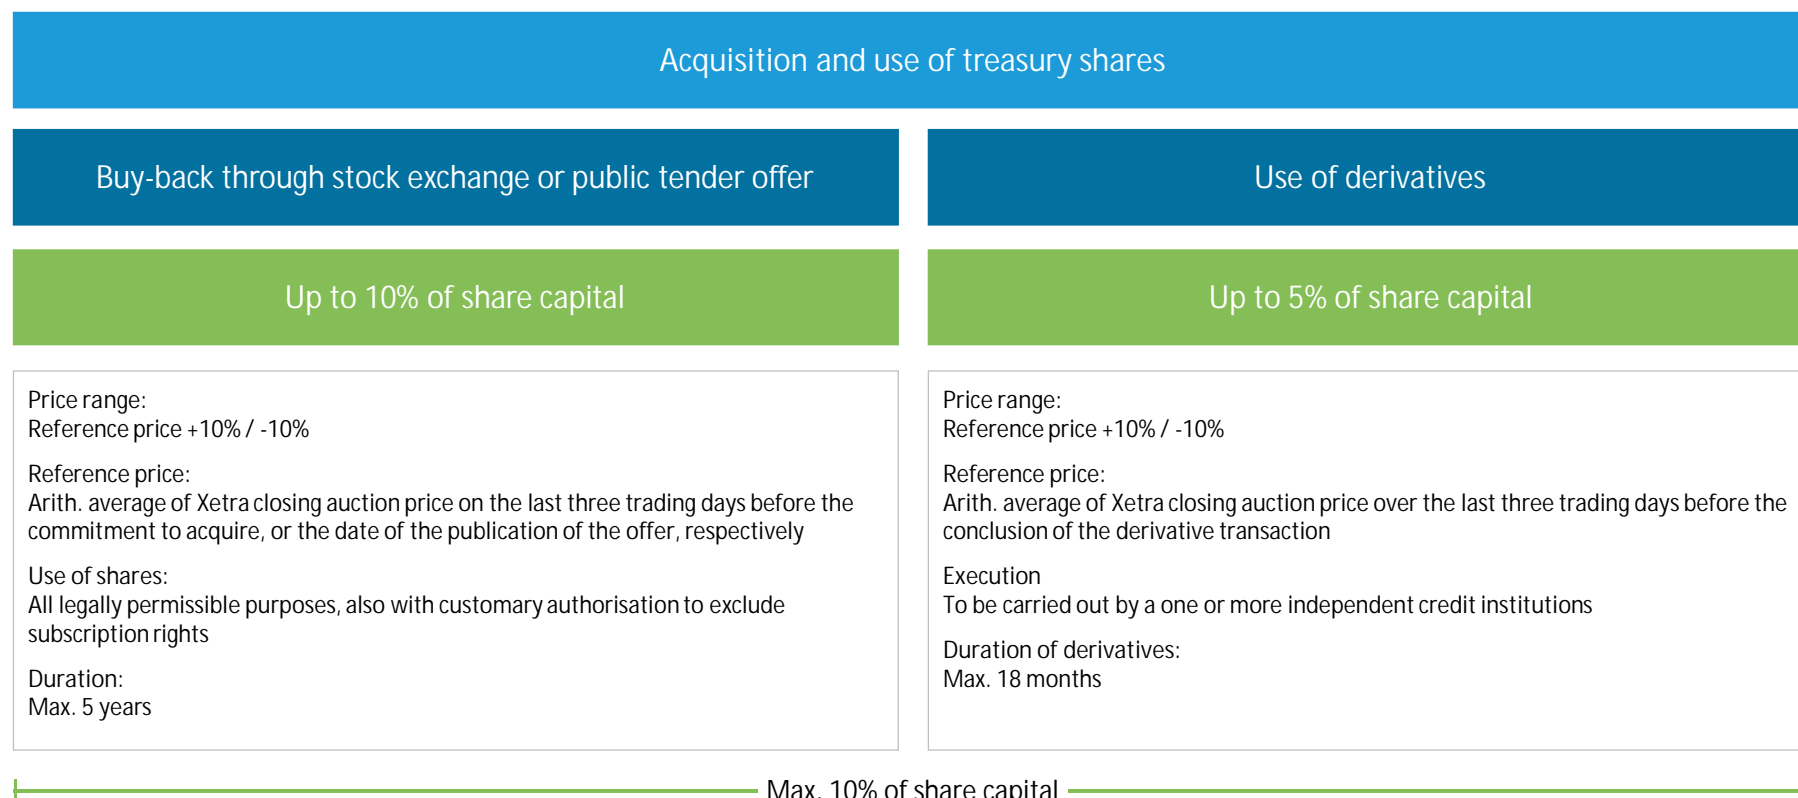 Acquisition and use of treasury shares
Buy-back through stock exchange or public tender offer
Up to 10% of share capital
Price range:
Reference price +10% / -10%
Reference price:
Arith. average of Xetra closing auction price on the last three trading days before the
commitment to acquire, or the date of the publication of the offer, respectively
Use of shares:
All legally permissible purposes, also with customary authorisation to exclude
subscription rights
Duration:
Max. 5 years
Use of derivatives
Up to 5% of share capital
Price range:
Reference price +10% / -10%
Reference price:
Arith. average of Xetra closing auction price over the last three trading days before the
conclusion of the derivative transaction
Execution
To be carried out by a one or more independent credit institutions
Duration of derivatives:
Max. 18 months
Max. 10% of share capital